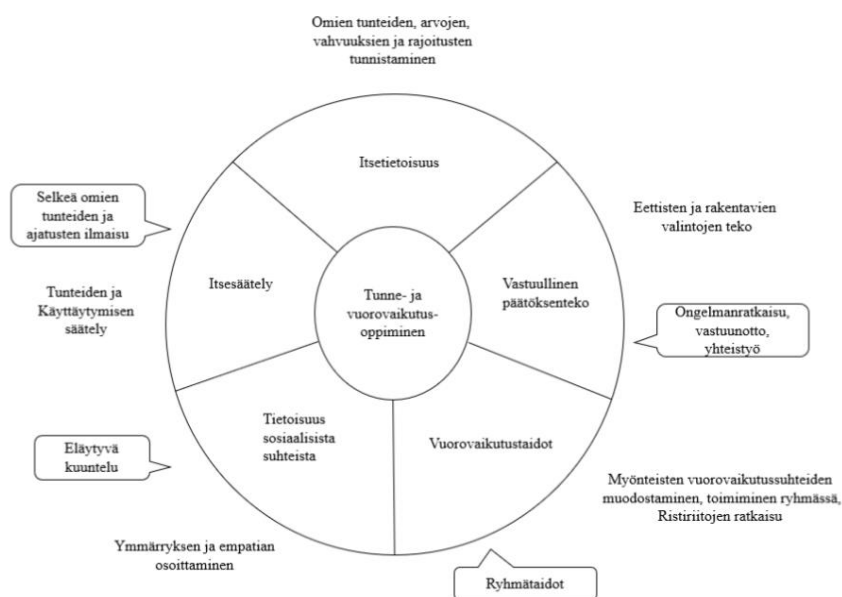 Omien tunteiden, arvojen,
vahvuuksien ja rajoitusten
tunnistaminen
Itsetietoisuus
Selkeä omien
tunteiden ja
ajatusten ilmaisu
Eettisten ja rakentavien
valintojen teko
Itsesäätely
Tunne- ja
vuorovaikutus-
oppiminen
Vastuullinen
päätöksenteko
Tunteiden ja
Käyttäytymisen
säätely
Ongelmanratkaisu,
vastuunotto,
yhteistyö
Tietoisuus
sosiaalisista
suhteista
Vuorovaikutustaidot
Eläytyvä
kuuntelu
Myönteisten vuorovaikutussuhteiden
muodostaminen, toimiminen ryhmässä,
Ristiriitojen ratkaisu
Ymmärryksen ja empatian
osoittaminen
Ryhmätaidot